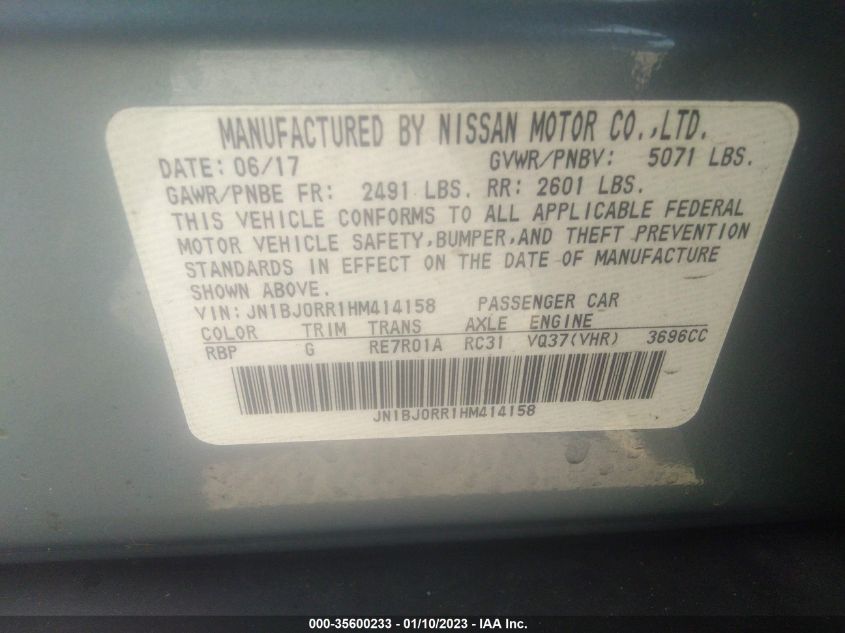 MANUFACTURED BY NISSAN MOTOR CO.,LTD.
DATE: 06/17 GVWR/PNBV: 5071 LBS.
GAWR/PNBE FR: 2491 LBS. RR: 2601 LBS.
THIS VEHICLE CONFORMS TO ALL APPLICABLE FEDERAL
MOTOR VEHICLE SAFETY,BUMPER,AND THEFT PREVENTION
STANDARDS IN EFFECT ON THE DATE OF MANUFACTURE
SHOWN ABOVE.
VIN: JN1BJ0RR1HM414158 PASSENGER CAR
COLOR TRIM TRANS AXLE ENGINE
RBP G RE7R01A RC31 VQ37(VHR) 3696CC
JN1BJ0RR1HM414158
000-35600233 - 01/10/2023 - IAA Inc.